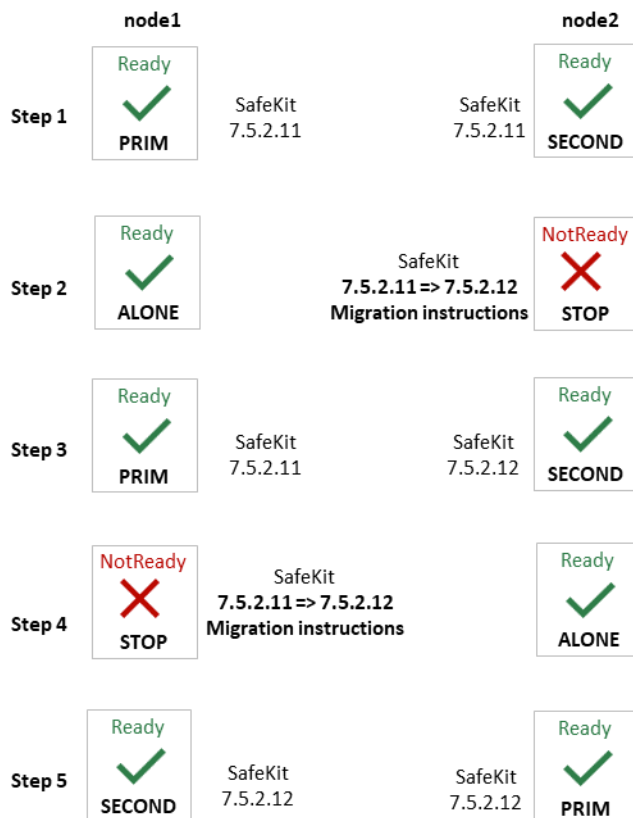 node1
node2
Step 1
Ready
PRIM
SafeKit
7.5.2.11
SafeKit
7.5.2.11
Ready
SECOND
Step 2
Ready
ALONE
SafeKit
7.5.2.11 => 7.5.2.12
Migration instructions
NotReady
STOP
Step 3
Ready
PRIM
SafeKit
7.5.2.11
SafeKit
7.5.2.12
Ready
SECOND
Step 4
NotReady
STOP
SafeKit
7.5.2.11 => 7.5.2.12
Migration instructions
Ready
ALONE
Step 5
Ready
SECOND
SafeKit
7.5.2.12
SafeKit
7.5.2.12
Ready
PRIM